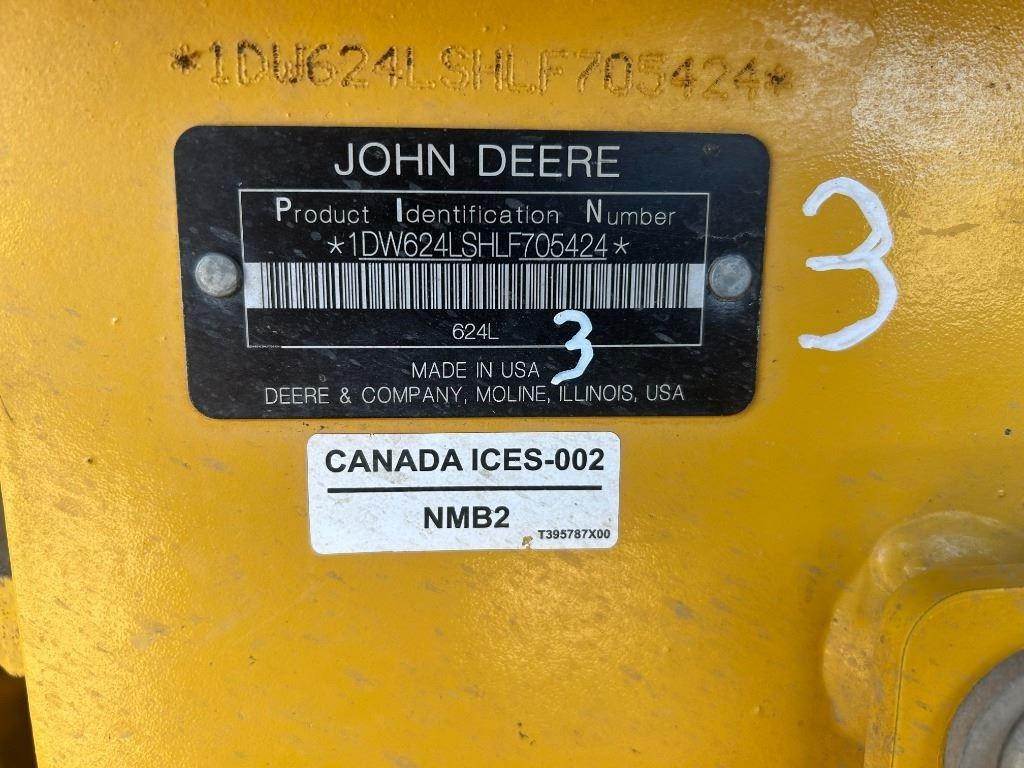 *1DW624LSHLF705424*
JOHN DEERE
Product Identification Number
*1DW624LSHLF705424*
624L
3
3
MADE IN USA
DEERE & COMPANY, MOLINE, ILLINOIS, USA
CANADA ICES-002
NMB2
T395787X00